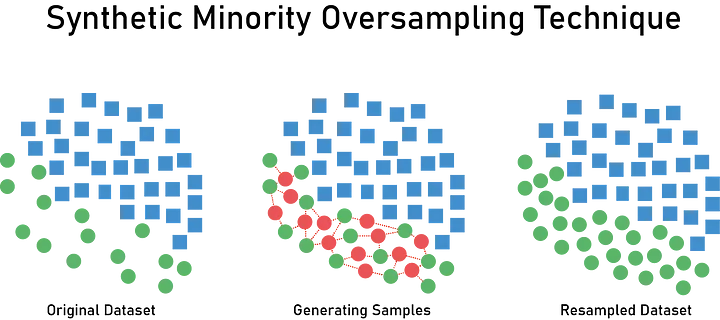 Synthetic Minority Oversampling Technique
Original Dataset
Generating Samples
Resampled Dataset